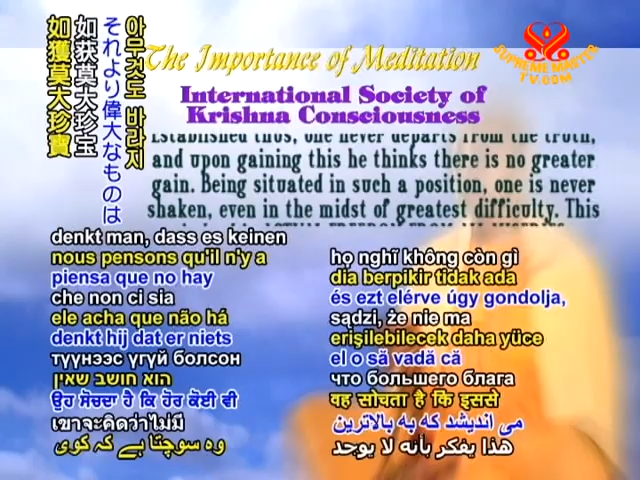 The Importance of Meditation
SUPREME MASTER
TV.COM
International Society of
Krishna Consciousness
Established thus, one never departs from the truth,
and upon gaining this he thinks there is no greater
gain. Being situated in such a position, one is never
shaken, even in the midst of greatest difficulty. This
아무것도 바라지
それより偉大なものは
如获莫大珍宝
如獲莫大珍寶
denkt man, dass es keinen
nous pensons qu'il n'y a
piensa que no hay
che non ci sia
ele acha que não há
denkt hij dat er niets
түүнээс үгүй болсон
הוא חושב שאין
ਉਹ ਸੋਚਦਾ ਹੈ ਕਿ ਹੋਰ ਕੋਈ ਵੀ
เขาจะคิดว่าไม่มี
وہ سوچتا ہے کہ کوی
họ nghĩ không còn gì
dia berpikir tidak ada
és ezt elérve úgy gondolja,
sądzi, że nie ma
erişilebilecek daha yüce
el o să vadă că
что большего блага
वह सोचता है कि इससे
می اندیشد که به بالاترین
هذا يفكر بأنه لا يوجد